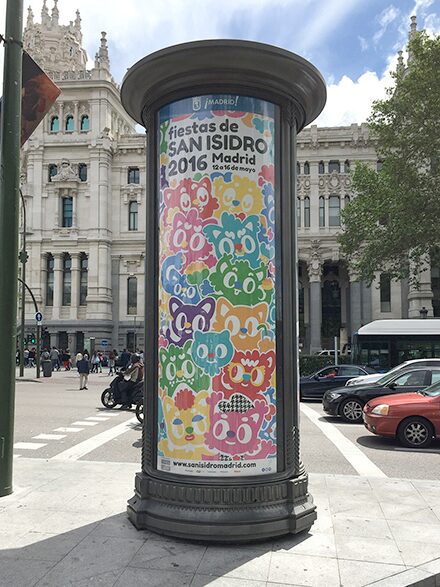 ¡MADRID!
fiestas de
SAN ISIDRO
2016 Madrid
12 a 16 de mayo
www.sanisidromadrid.com